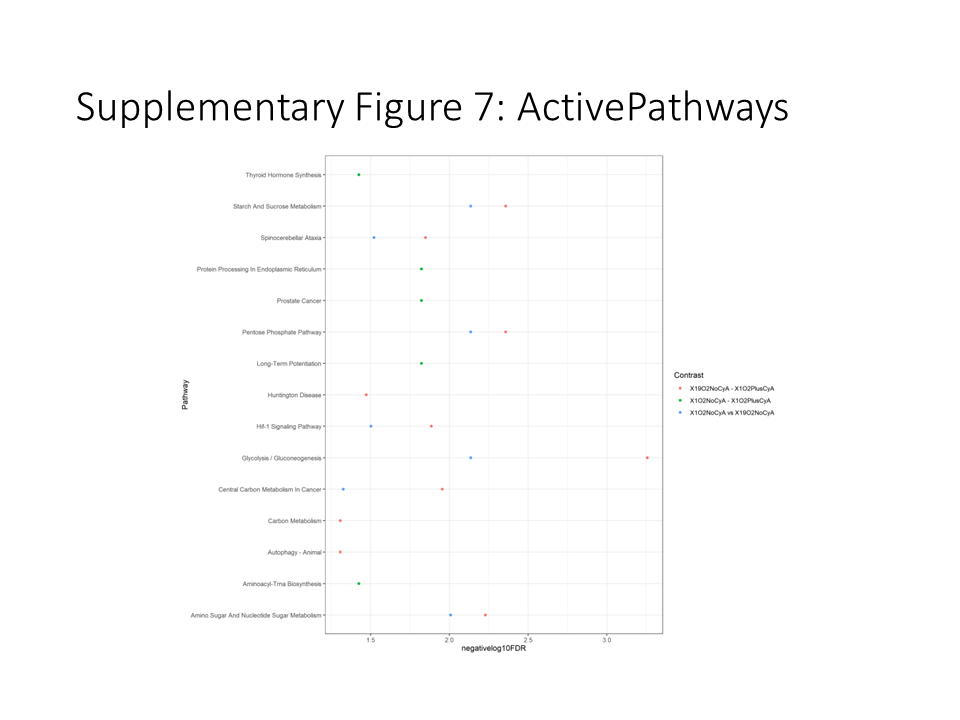 Supplementary Figure 7: ActivePathways
Thyroid Hormone Synthesis
Starch And Sucrose Metabolism
Spinocerebellar Ataxia
Protein Processing In Endoplasmic Reticulum
Prostate Cancer
Pentose Phosphate Pathway
Long-Term Potentiation
Huntington Disease
Hif-1 Signaling Pathway
Glycolysis / Gluconeogenesis
Central Carbon Metabolism In Cancer
Carbon Metabolism
Autophagy - Animal
Aminoacyl-Trna Biosynthesis
Amino Sugar And Nucleotide Sugar Metabolism
Pathway
1.5 2.0 2.5 3.0
negativelog10FDR
Contrast
X19O2NoCyA - X1O2PlusCyA
X1O2NoCyA - X1O2PlusCyA
X1O2NoCyA vs X19O2NoCyA